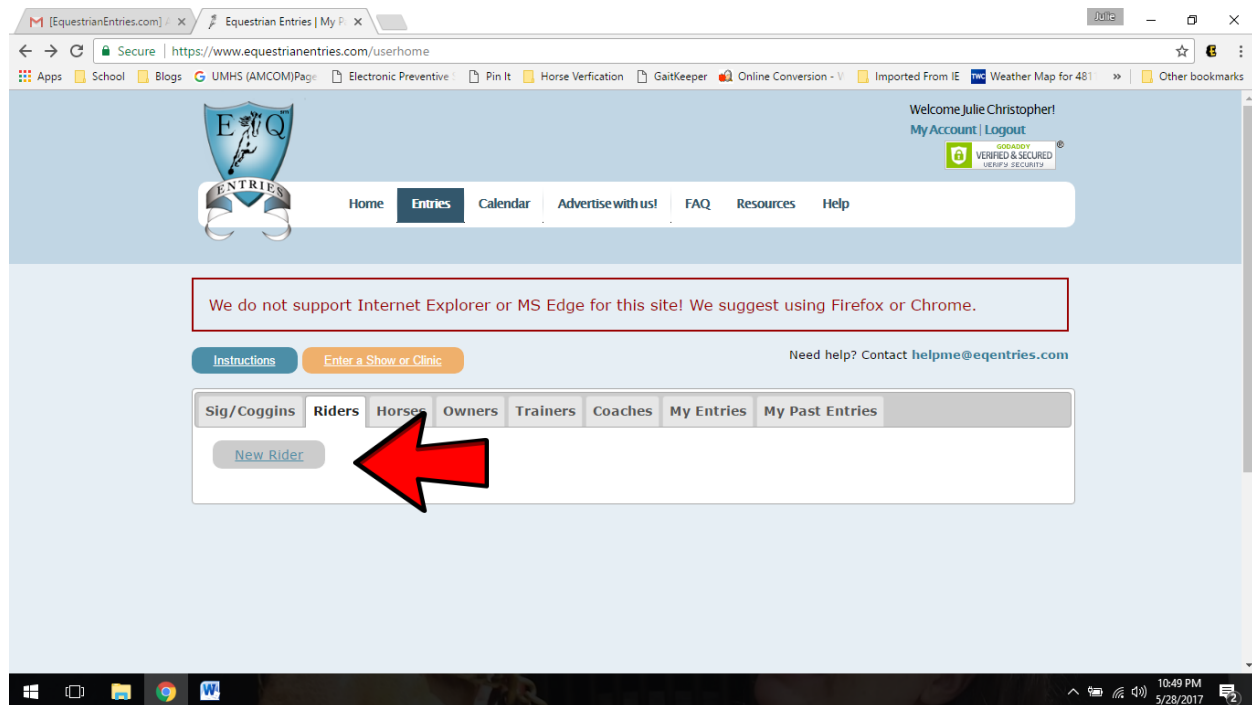 [EquestrianEntries.com] A
Equestrian Entries | My P
Julie
Secure | https://www.equestrianentries.com/userhome
Apps School Blogs UMHS (AMCOM)Page Electronic Preventive Pin It Horse Verfication GaitKeeper Online Conversion - Imported From IE Weather Map for 481 » Other bookmarks
Welcome Julie Christopher!
My Account | Logout
GODADDY
VERIFIED & SECURED
VERIFY SECURITY
E Q
ENTRIES
Home Entries Calendar Advertise with us! FAQ Resources Help
We do not support Internet Explorer or MS Edge for this site! We suggest using Firefox or Chrome.
Instructions Enter a Show or Clinic Need help? Contact helpme@eqentries.com
Sig/Coggins Riders Horses Owners Trainers Coaches My Entries My Past Entries
New Rider
10:49 PM
5/28/2017
2